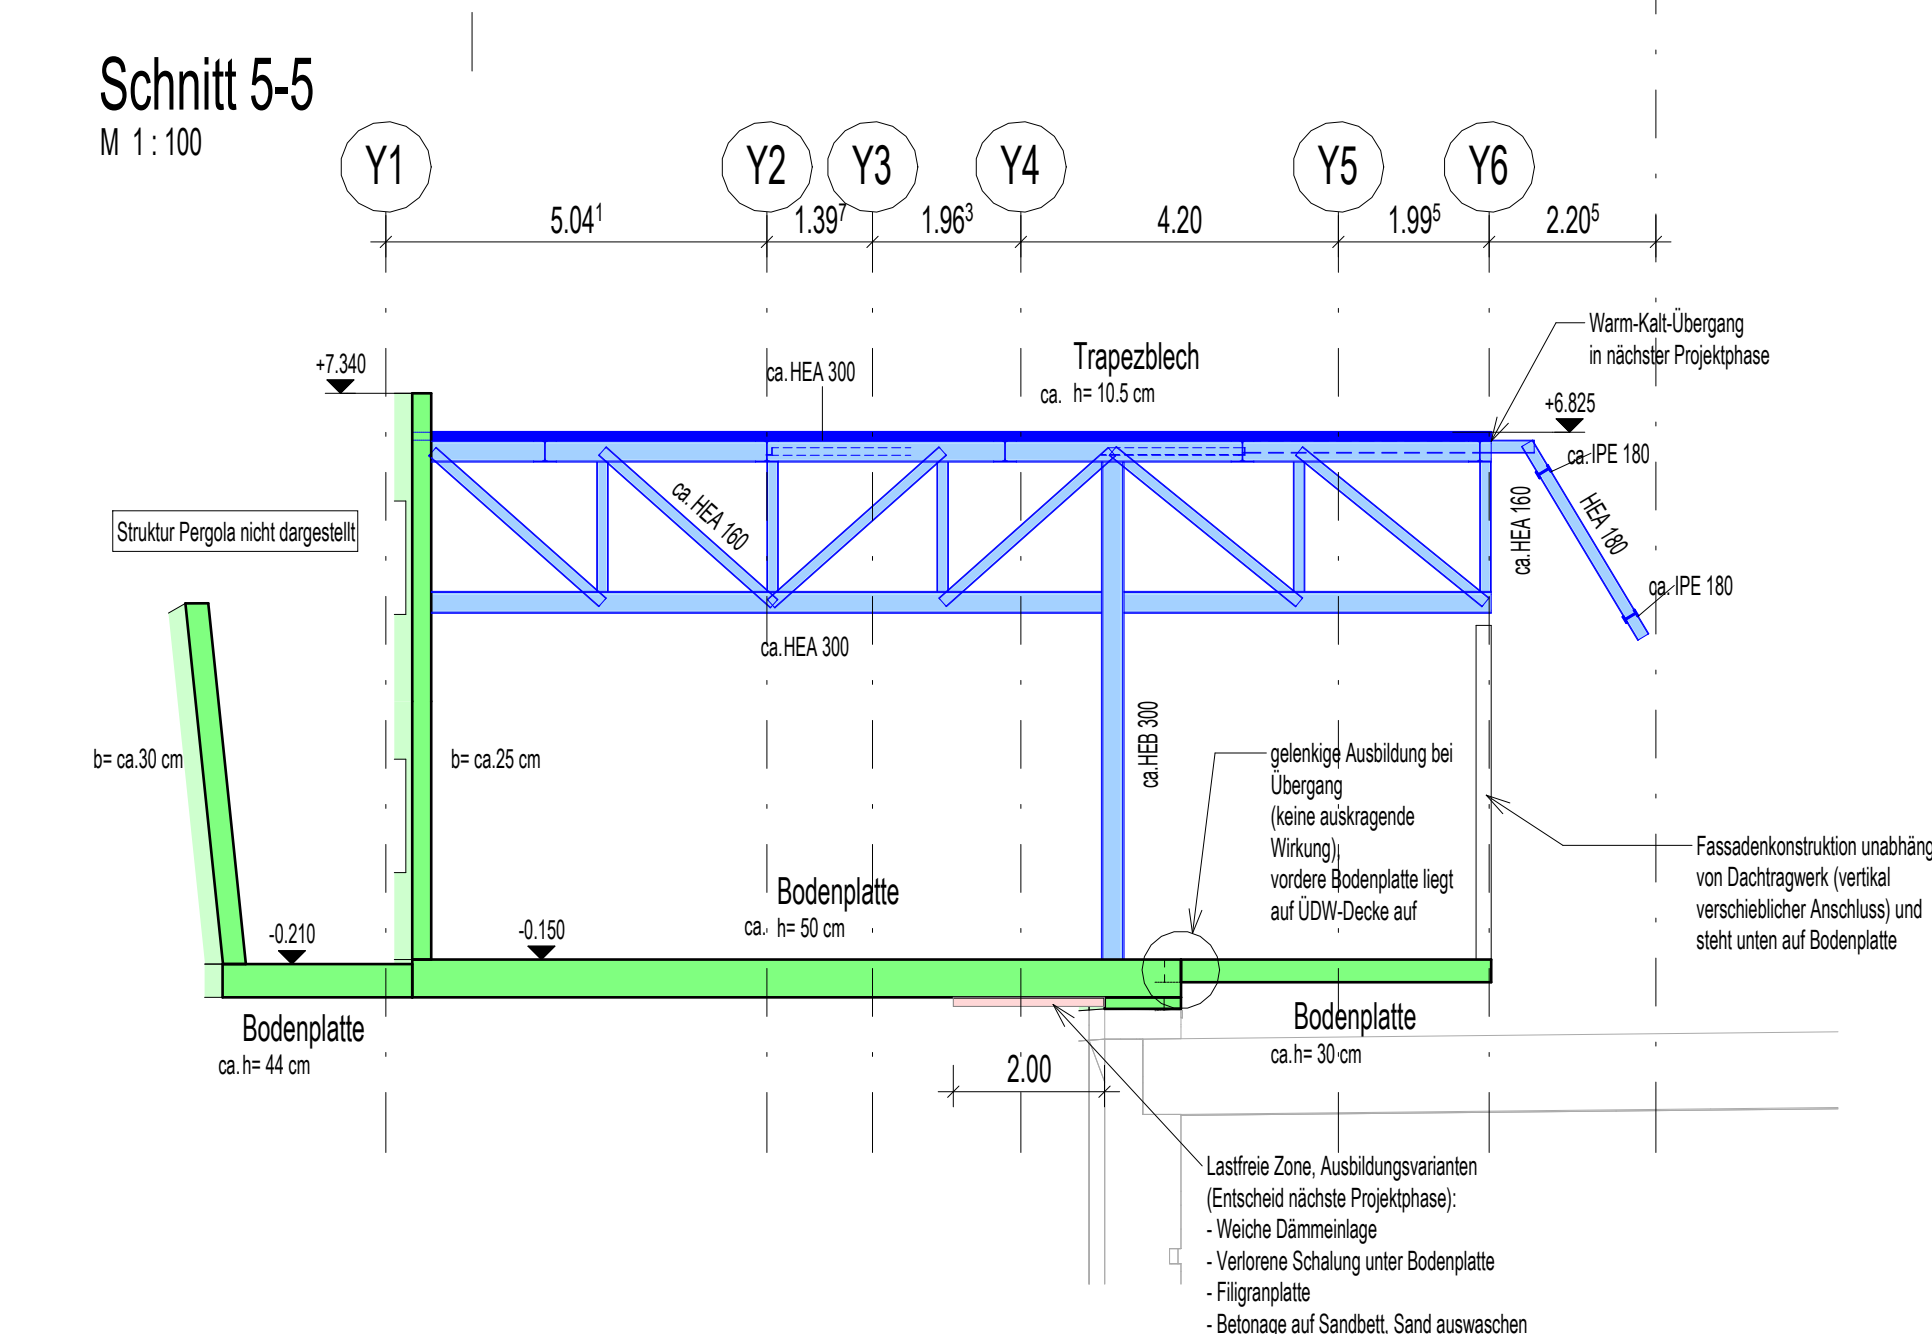 Schnitt 5-5
M 1 : 100
Y1 Y2 Y3 Y4 Y5 Y6
5.04¹ 1.39⁷ 1.96³ 4.20 1.99⁵ 2.20⁵
Warm-Kalt-Übergang
in nächster Projektphase
+7.340
ca.HEA 300
Trapezblech
ca. h= 10.5 cm
+6.825
ca. IPE 180
ca. HEA 160
ca.HEA 160
HEA 180
Struktur Pergola nicht dargestellt
ca. IPE 180
ca.HEA 300
b= ca.30 cm
b= ca.25 cm
ca.HEB 300
gelenkige Ausbildung bei
Übergang
(keine auskragende
Wirkung),
vordere Bodenplatte liegt
auf ÜDW-Decke auf
Fassadenkonstruktion unabhäng
von Dachtragwerk (vertikal
verschieblicher Anschluss) und
steht unten auf Bodenplatte
Bodenplatte
ca. h= 50 cm
-0.210
-0.150
Bodenplatte
ca.h= 44 cm
Bodenplatte
ca.h= 30 cm
2.00
Lastfreie Zone, Ausbildungsvarianten
(Entscheid nächste Projektphase):
- Weiche Dämmeinlage
- Verlorene Schalung unter Bodenplatte
- Filigranplatte
- Betonage auf Sandbett, Sand auswaschen